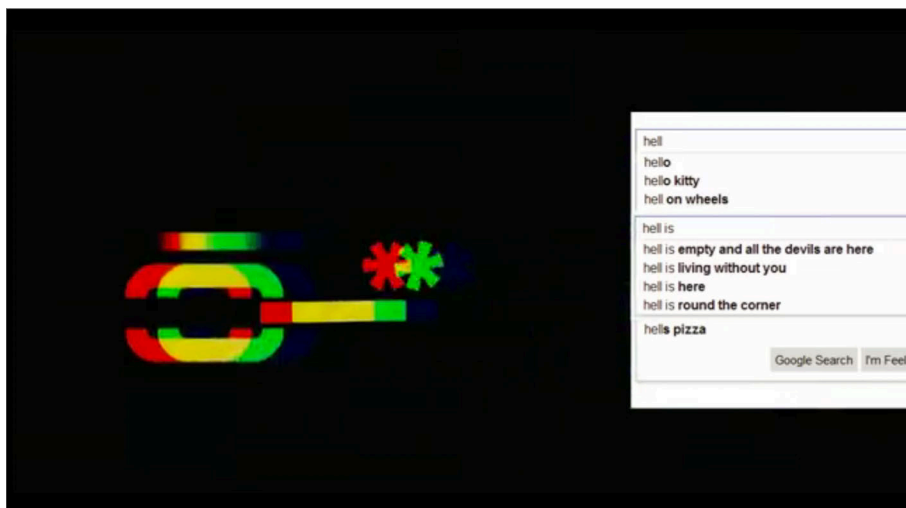 hell
hello
hello kitty
hell on wheels
hell is
hell is empty and all the devils are here
hell is living without you
hell is here
hell is round the corner
hells pizza
Google Search
I'm Feel